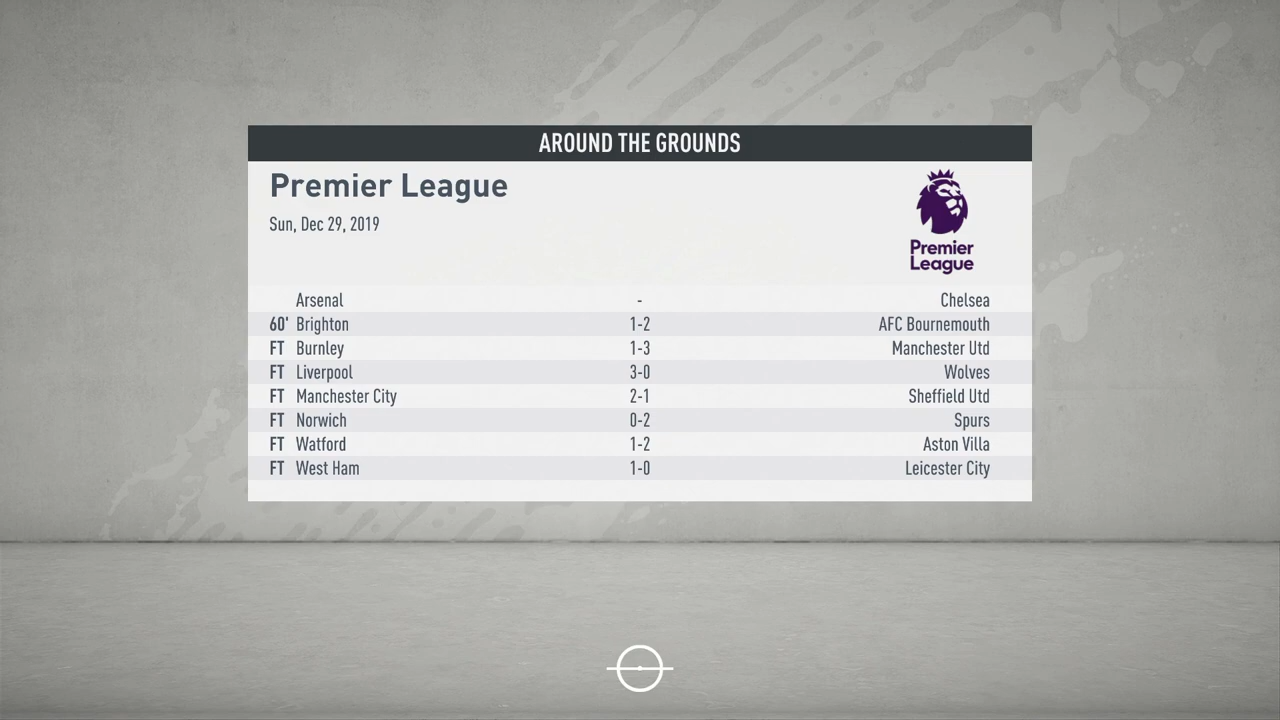 AROUND THE GROUNDS
Premier League
Sun, Dec 29, 2019
Premier
League
Arsenal - Chelsea
60' Brighton 1-2 AFC Bournemouth
FT Burnley 1-3 Manchester Utd
FT Liverpool 3-0 Wolves
FT Manchester City 2-1 Sheffield Utd
FT Norwich 0-2 Spurs
FT Watford 1-2 Aston Villa
FT West Ham 1-0 Leicester City